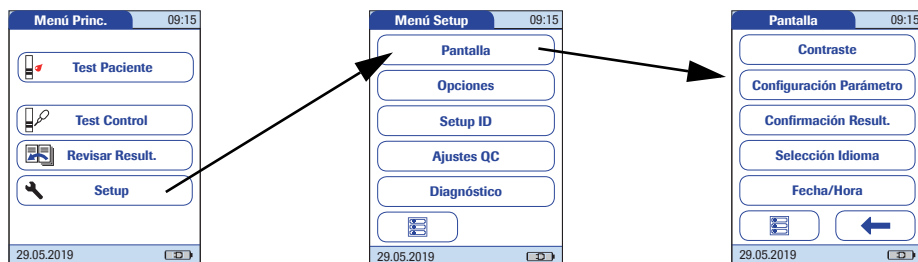 Menú Princ. 09:15
Test Paciente
Test Control
Revisar Result.
Setup
29.05.2019
Menú Setup 09:15
Pantalla
Opciones
Setup ID
Ajustes QC
Diagnóstico
29.05.2019
Pantalla 09:15
Contraste
Configuración Parámetro
Confirmación Result.
Selección Idioma
Fecha/Hora
29.05.2019